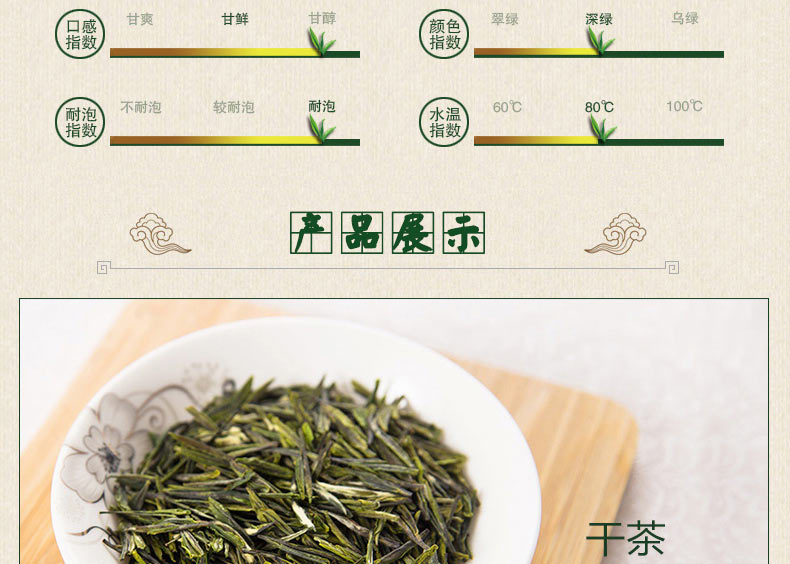 口感指数 甘爽 甘鲜 甘醇
颜色指数 翠绿 深绿 乌绿
耐泡指数 不耐泡 较耐泡 耐泡
水温指数 60℃ 80℃ 100℃
产品展示
干茶